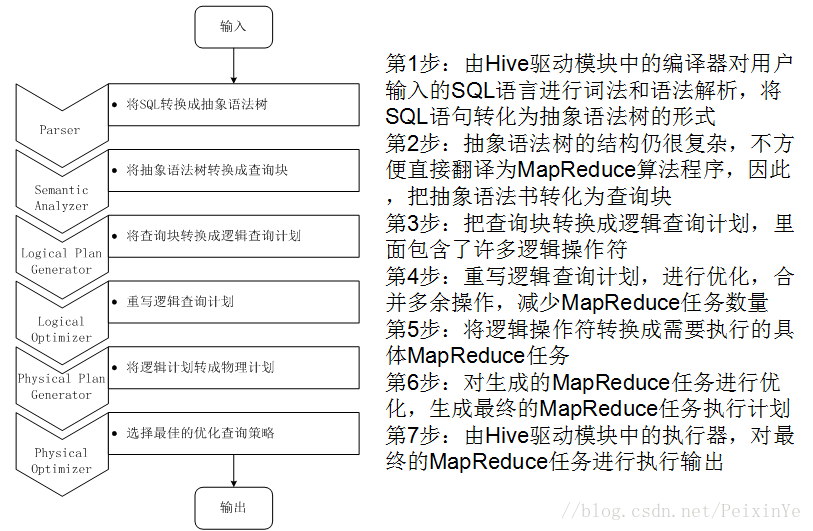 输入
Parser
• 将SQL转换成抽象语法树
Semantic
Analyzer
• 将抽象语法树转换成查询块
Logical Plan
Generator
• 将查询块转换成逻辑查询计划
Logical
Optimizer
• 重写逻辑查询计划
Physical Plan
Generator
• 将逻辑计划转成物理计划
Physical
Optimizer
• 选择最佳的优化查询策略
输出
第1步：由Hive驱动模块中的编译器对用
户输入的SQL语言进行词法和语法解析，将
SQL语句转化为抽象语法树的形式
第2步：抽象语法树的结构仍很复杂，不方
便直接翻译为MapReduce算法程序，因此
，把抽象语法书转化为查询块
第3步：把查询块转换成逻辑查询计划，里
面包含了许多逻辑操作符
第4步：重写逻辑查询计划，进行优化，合
并多余操作，减少MapReduce任务数量
第5步：将逻辑操作符转换成需要执行的具
体MapReduce任务
第6步：对生成的MapReduce任务进行优
化，生成最终的MapReduce任务执行计划
第7步：由Hive驱动模块中的执行器，对最
终的MapReduce任务进行执行输出
//blog.csdn.net/PeixinYe